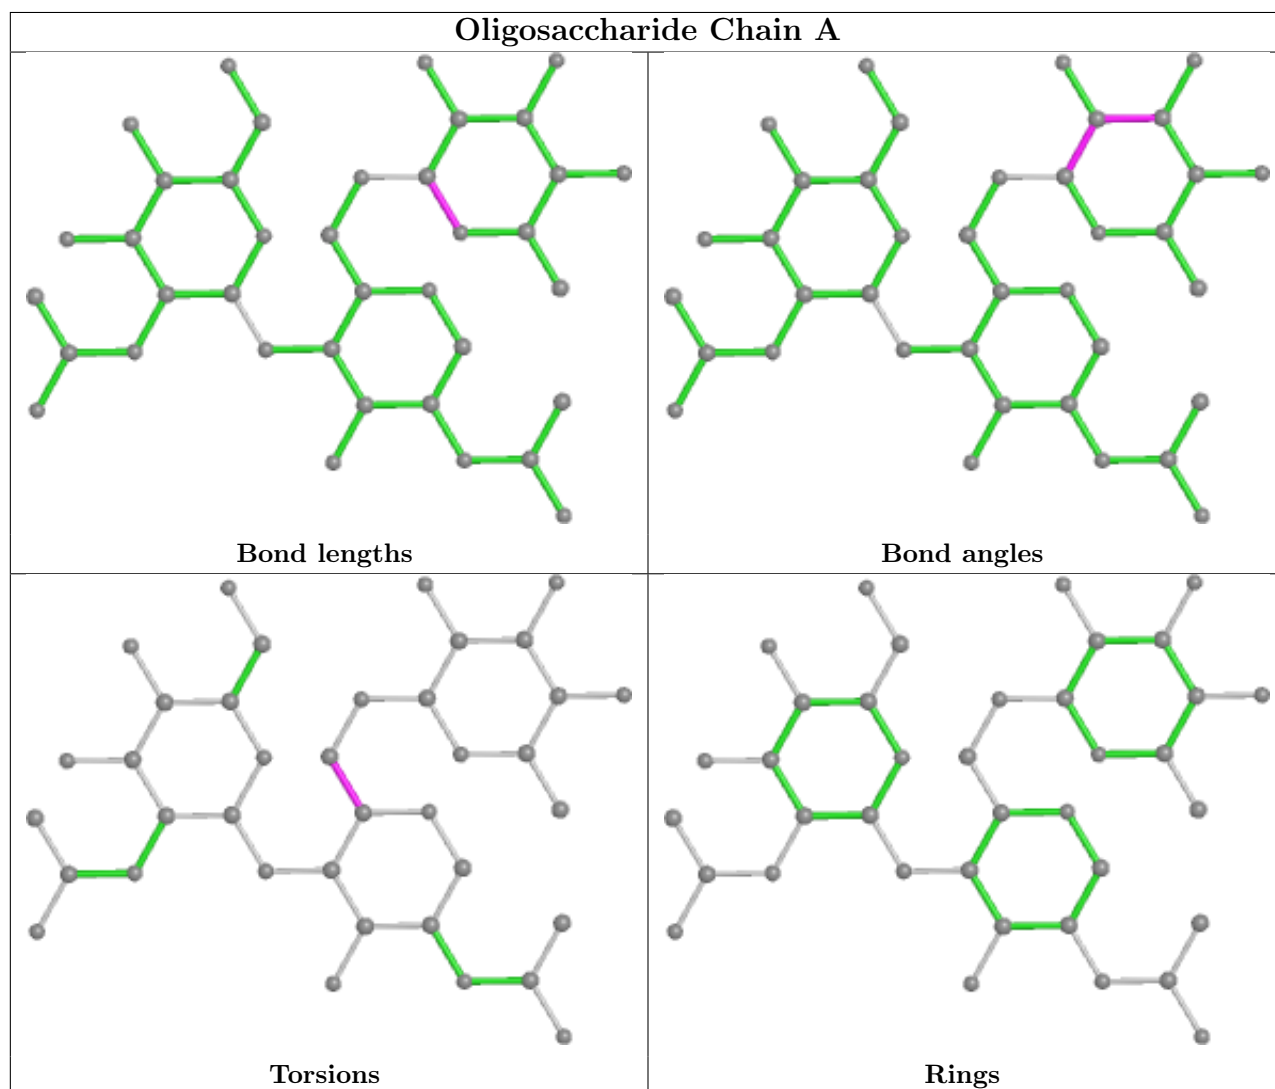 Oligosaccharide Chain A
Bond lengths
Bond angles
Torsions
Rings